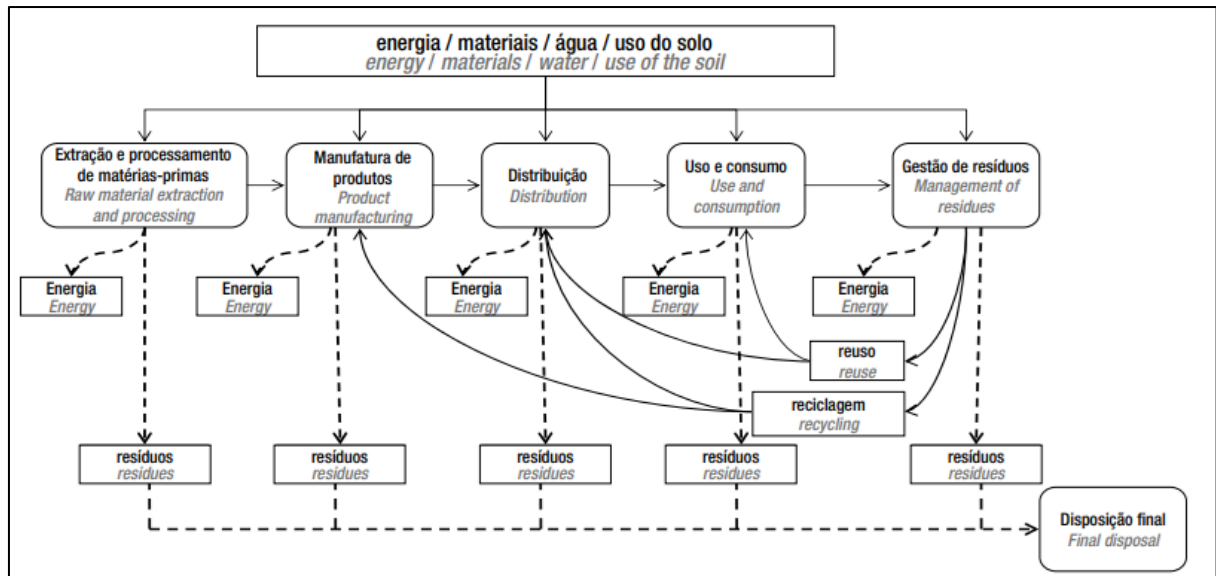 energia / materiais / água / uso do solo
energy / materials / water / use of the soil
Extração e processamento
de matérias-primas
Raw material extraction
and processing
Manufatura de
produtos
Product
manufacturing
Distribuição
Distribution
Uso e consumo
Use and
consumption
Gestão de resíduos
Management of
residues
Energia
Energy
Energia
Energy
Energia
Energy
Energia
Energy
Energia
Energy
reuso
reuse
reciclagem
recycling
resíduos
residues
resíduos
residues
resíduos
residues
resíduos
residues
resíduos
residues
Disposição final
Final disposal